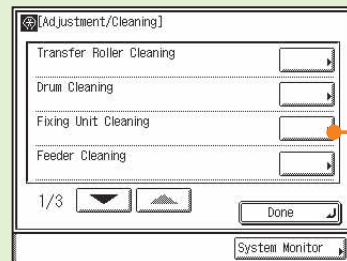 [Adjustment/Cleaning]
Transfer Roller Cleaning
Drum Cleaning
Fixing Unit Cleaning
Feeder Cleaning
1/3
Done
System Monitor